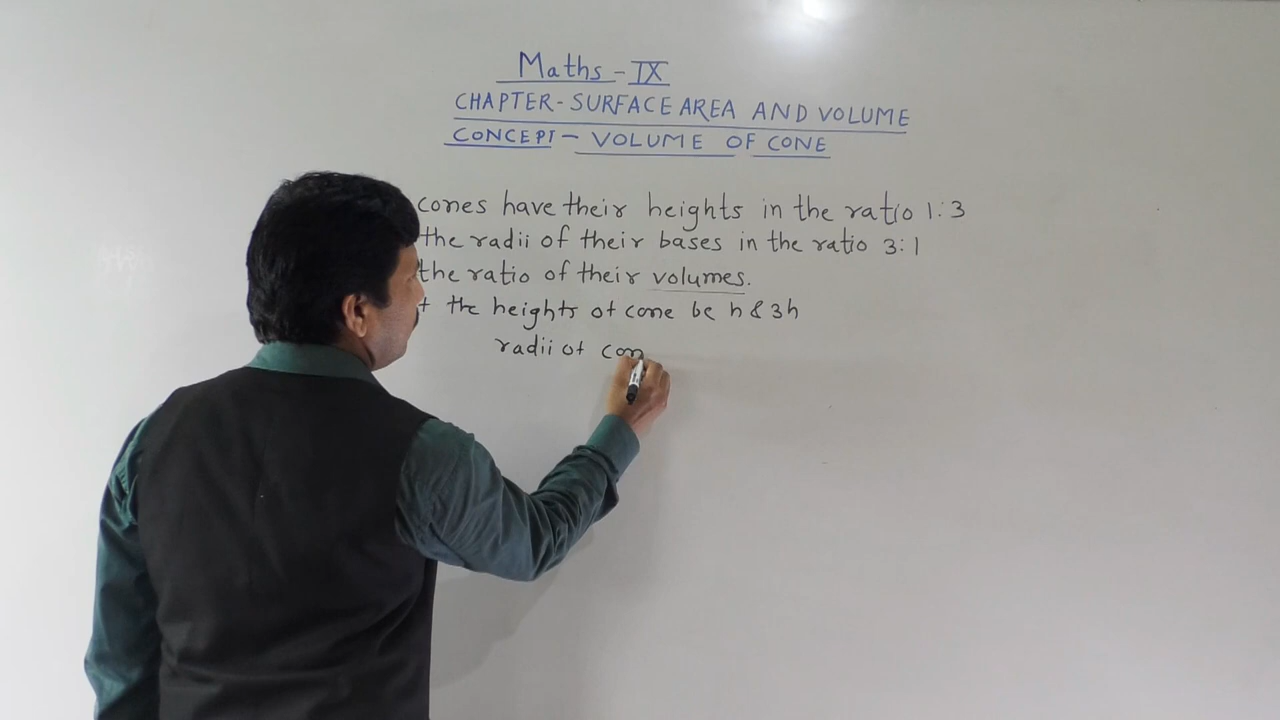 Maths - IX
CHAPTER - SURFACE AREA AND VOLUME
CONCEPT - VOLUME OF CONE
cones have their heights in the ratio 1:3
the radii of their bases in the ratio 3:1
the ratio of their volumes.
the heights of cone be h & 3h
radii of con